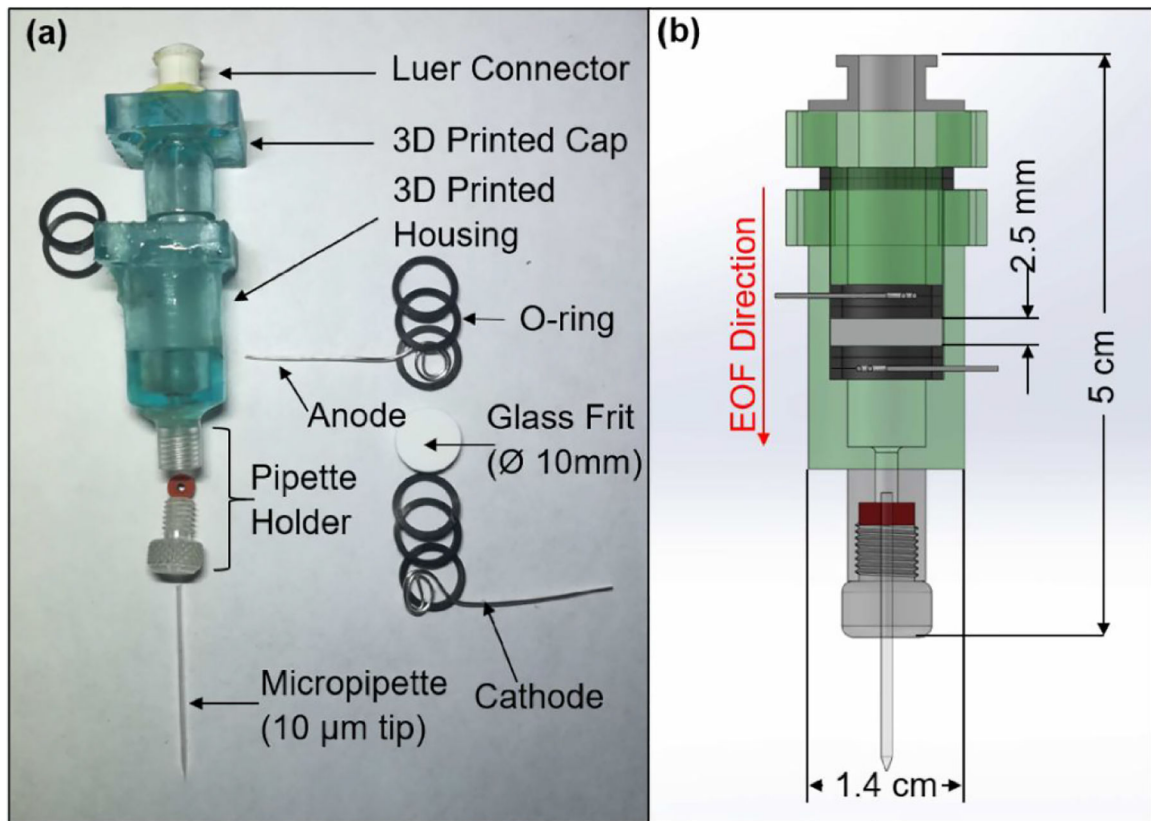 (a)
Luer Connector
3D Printed Cap
3D Printed
Housing
O-ring
Anode
Glass Frit
(Ø 10mm)
Pipette
Holder
Micropipette
(10 µm tip)
Cathode
(b)
EOF Direction
2.5 mm
5 cm
1.4 cm